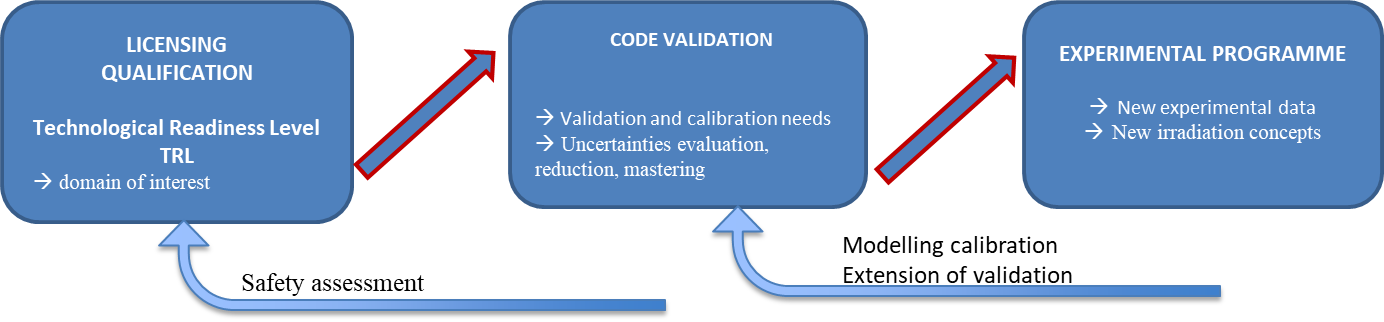 LICENSING
QUALIFICATION
Technological Readiness Level
TRL
→ domain of interest
CODE VALIDATION
→ Validation and calibration needs
→ Uncertainties evaluation,
reduction, mastering
EXPERIMENTAL PROGRAMME
→ New experimental data
→ New irradiation concepts
Safety assessment
Modelling calibration
Extension of validation